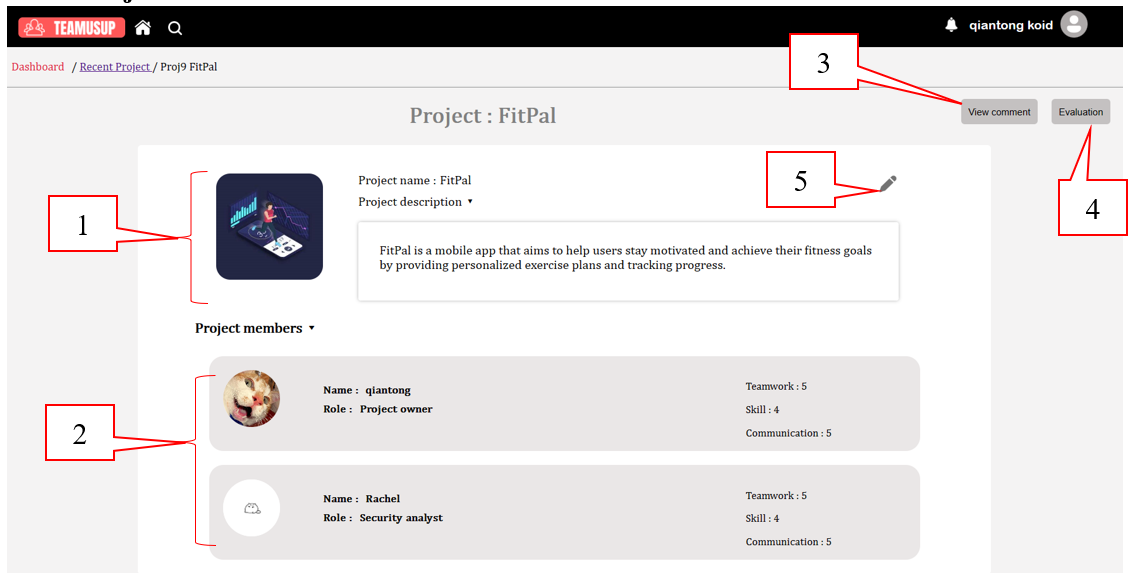 TEAMUSUP
qiantong koid
Dashboard / Recent Project / Proj9 FitPal
3
Project : FitPal
View comment
Evaluation
Project name : FitPal
5
Project description
4
1
FitPal is a mobile app that aims to help users stay motivated and achieve their fitness goals
by providing personalized exercise plans and tracking progress.
Project members
Name : qiantong
Role : Project owner
Teamwork : 5
Skill : 4
Communication : 5
2
Name : Rachel
Role : Security analyst
Teamwork : 5
Skill : 4
Communication : 5